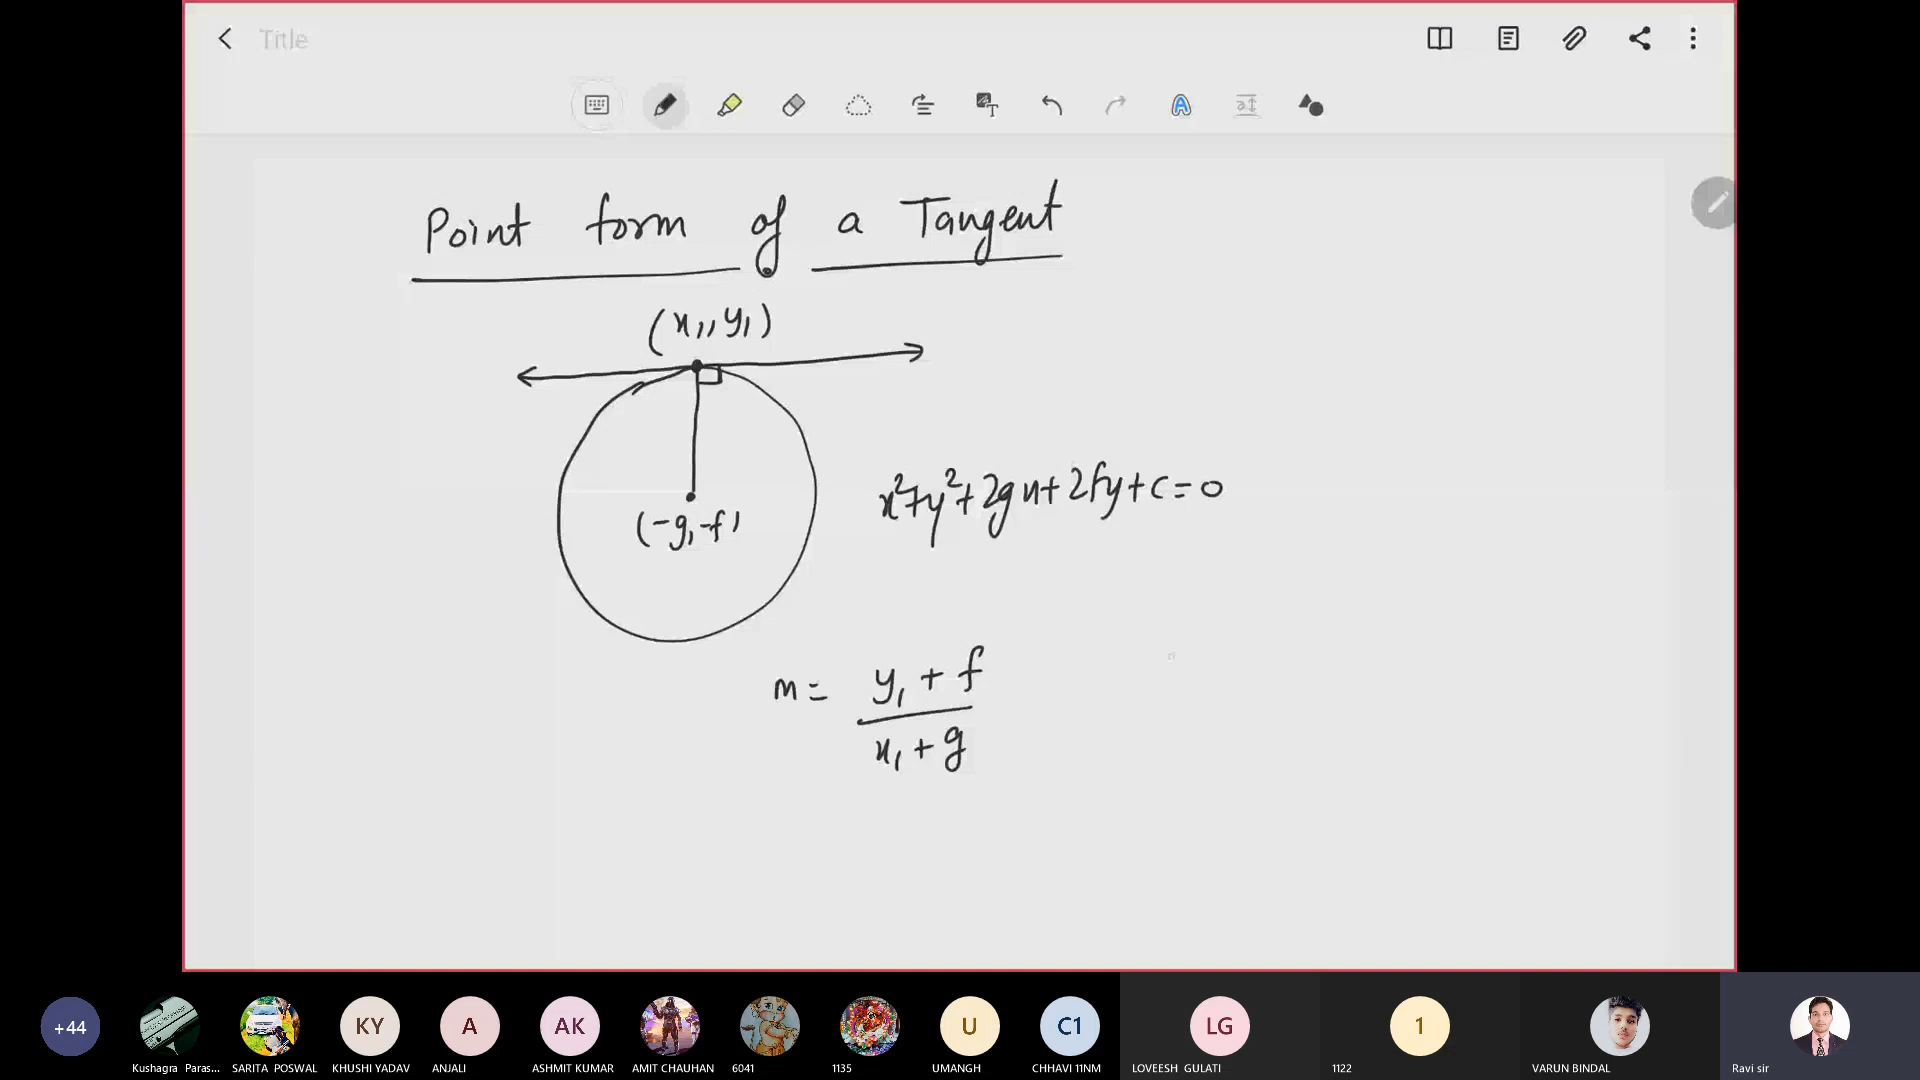 Title
Point form of a Tangent
(x₁, y₁)
(-g, -f)
x²+y²+2gx+2fy+c=0
m = y₁ + f
x₁ + g
+44
KY
A
AK
U
C1
LG
1
Kushagra Paras...
SARITA POSWAL
KHUSHI YADAV
ANJALI
ASHMIT KUMAR
AMIT CHAUHAN
6041
1135
UMANGH
CHHAVI 11NM
LOVEESH GULATI
1122
VARUN BINDAL
Ravi sir